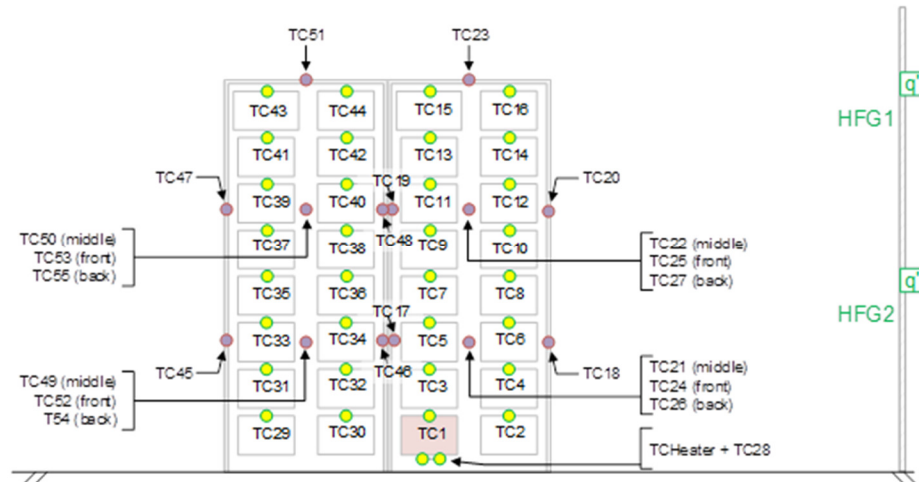 TC51
TC23
q"
HFG1
TC43
TC44
TC15
TC16
TC41
TC42
TC13
TC14
TC47
TC19
TC20
TC39
TC40
TC11
TC12
TC50 (middle)
TC53 (front)
TC55 (back)
TC37
TC38
TC48
TC9
TC10
TC22 (middle)
TC25 (front)
TC27 (back)
q"
HFG2
TC35
TC36
TC7
TC8
TC17
TC33
TC34
TC5
TC6
TC45
TC46
TC18
TC49 (middle)
TC52 (front)
T54 (back)
TC31
TC32
TC3
TC4
TC21 (middle)
TC24 (front)
TC26 (back)
TC29
TC30
TC1
TC2
TCHeater + TC28